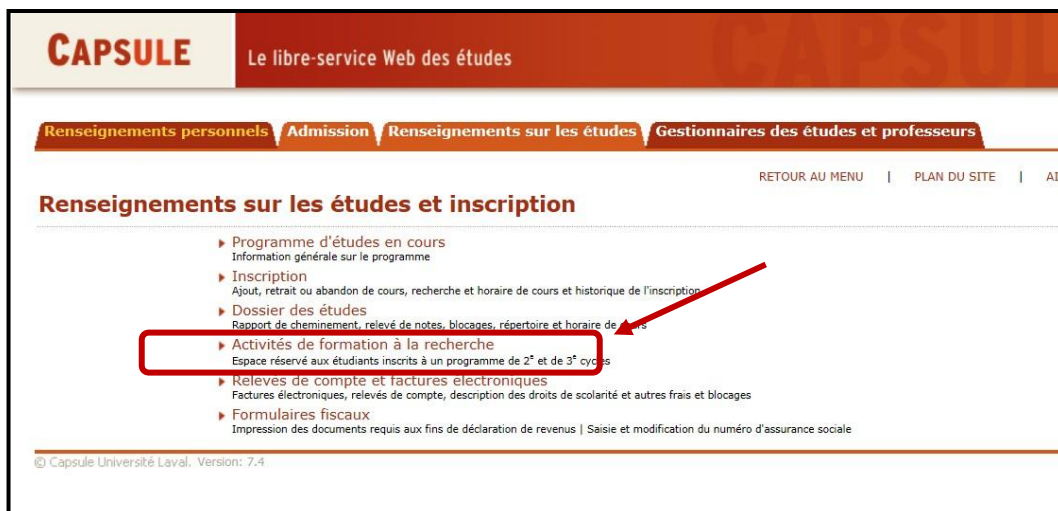 CAPSULE
Le libre-service Web des études
CAPSUL
Renseignements personnels Admission Renseignements sur les études Gestionnaires des études et professeurs
RETOUR AU MENU | PLAN DU SITE |
Renseignements sur les études et inscription
Programme d'études en cours
Information générale sur le programme
Inscription
Ajout, retrait ou abandon de cours, recherche et horaire de cours et historique de l'inscription
Dossier des études
Rapport de cheminement, relevé de notes, blocages, répertoire et horaire de
Activités de formation à la recherche
Espace réservé aux étudiants inscrits à un programme de 2e et de 3e cycles
Relevés de compte et factures électroniques
Factures électroniques, relevés de compte, description des droits de scolarité et autres frais et blocages
Formulaires fiscaux
Impression des documents requis aux fins de déclaration de revenus | Saisie et modification du numéro d'assurance sociale
© Capsule Université Laval. Version: 7.4